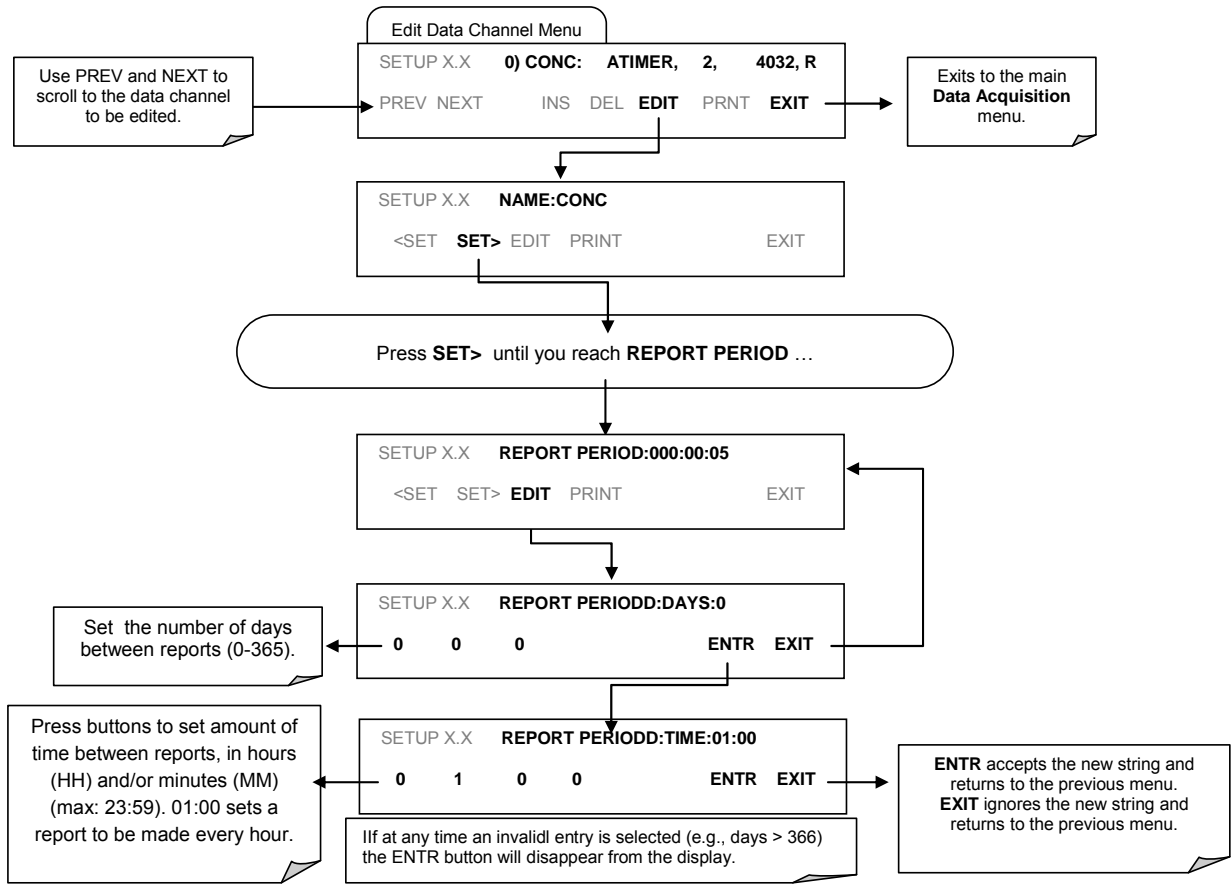 Edit Data Channel Menu
Use PREV and NEXT to
scroll to the data channel
to be edited.
SETUP X.X 0) CONC: ATIMER, 2, 4032, R
PREV NEXT INS DEL EDIT PRNT EXIT
Exits to the main
Data Acquisition
menu.
SETUP X.X NAME:CONC
<SET SET> EDIT PRINT EXIT
Press SET> until you reach REPORT PERIOD …
SETUP X.X REPORT PERIOD:000:00:05
<SET SET> EDIT PRINT EXIT
Set the number of days
between reports (0-365).
SETUP X.X REPORT PERIODD:DAYS:0
0 0 0 ENTR EXIT
Press buttons to set amount of
time between reports, in hours
(HH) and/or minutes (MM)
(max: 23:59). 01:00 sets a
report to be made every hour.
SETUP X.X REPORT PERIODD:TIME:01:00
0 1 0 0 ENTR EXIT
ENTR accepts the new string and
returns to the previous menu.
EXIT ignores the new string and
returns to the previous menu.
IIf at any time an invalidl entry is selected (e.g., days > 366)
the ENTR button will disappear from the display.